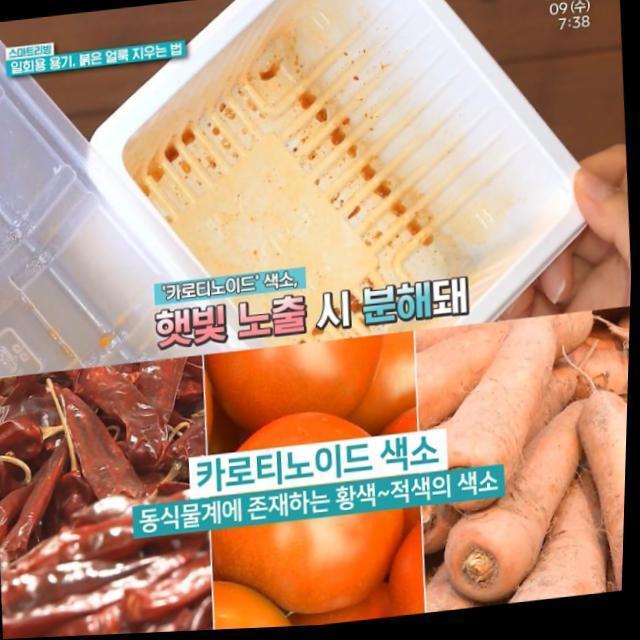 09(수)
7:38
스마트리빙
일회용 용기, 붉은 얼룩 지우는 법
'카로티노이드' 색소,
햇빛 노출 시 분해돼
카로티노이드 색소
동식물계에 존재하는 황색~적색의 색소